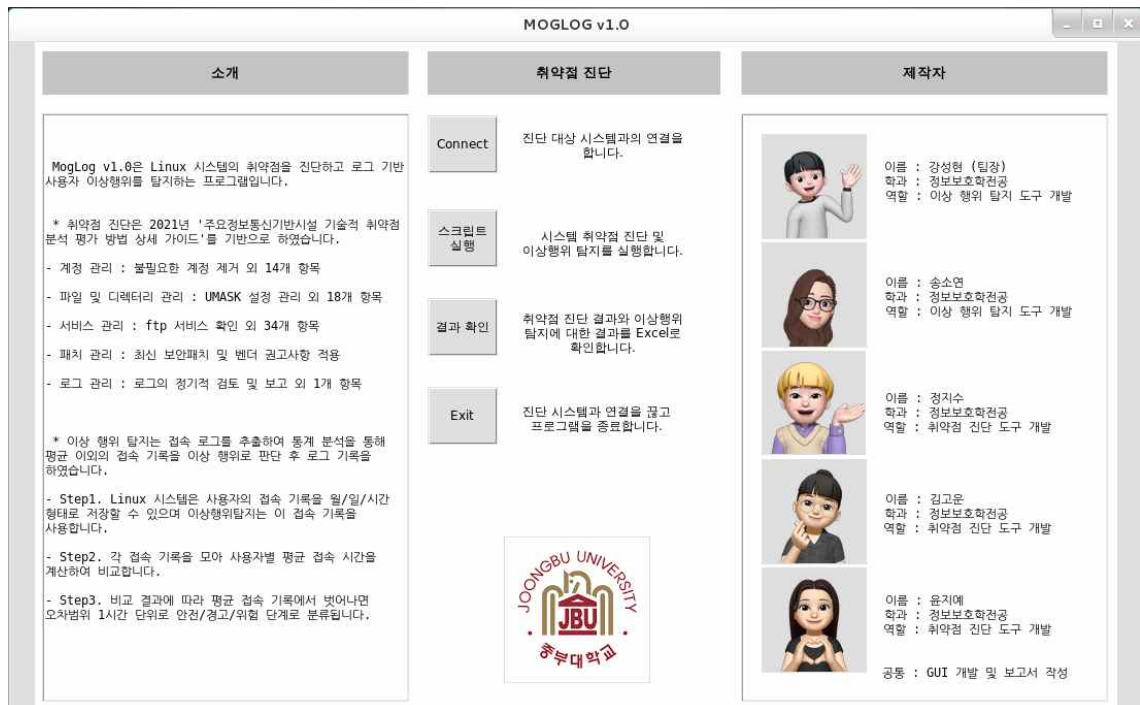 MOGLOG v1.0
소개
MogLog v1.0은 Linux 시스템의 취약점을 진단하고 로그 기반
사용자 이상행위를 탐지하는 프로그램입니다.
* 취약점 진단은 2021년 '주요정보통신기반시설 기술적 취약점
분석 평가 방법 상세 가이드'를 기반으로 하였습니다.
- 계정 관리 : 불필요한 계정 제거 외 14개 항목
- 파일 및 디렉터리 관리 : UMASK 설정 관리 외 18개 항목
- 서비스 관리 : ftp 서비스 확인 외 34개 항목
- 패치 관리 : 최신 보안패치 및 벤더 권고사항 적용
- 로그 관리 : 로그의 정기적 검토 및 보고 외 1개 항목
* 이상 행위 탐지는 접속 로그를 추출하여 통계 분석을 통해
평균 이외의 접속 기록을 이상 행위로 판단 후 로그 기록을
하였습니다.
- Step1. Linux 시스템은 사용자의 접속 기록을 월/일/시간
형태로 저장할 수 있으며 이상행위탐지는 이 접속 기록을
사용합니다.
- Step2. 각 접속 기록을 모아 사용자별 평균 접속 시간을
계산하여 비교합니다.
- Step3. 비교 결과에 따라 평균 접속 기록에서 벗어나면
오차범위 1시간 단위로 안전/경고/위험 단계로 분류됩니다.
취약점 진단
Connect
진단 대상 시스템과의 연결을
합니다.
스크립트
실행
시스템 취약점 진단 및
이상행위 탐지를 실행합니다.
결과 확인
취약점 진단 결과와 이상행위
탐지에 대한 결과를 Excel로
확인합니다.
Exit
진단 시스템과 연결을 끊고
프로그램을 종료합니다.
JOONGBU UNIVERSITY
JBU
중부대학교
제작자
이름 : 강성현 (팀장)
학과 : 정보보호학전공
역할 : 이상 행위 탐지 도구 개발
이름 : 송소연
학과 : 정보보호학전공
역할 : 이상 행위 탐지 도구 개발
이름 : 정지수
학과 : 정보보호학전공
역할 : 취약점 진단 도구 개발
이름 : 김고운
학과 : 정보보호학전공
역할 : 취약점 진단 도구 개발
이름 : 윤지예
학과 : 정보보호학전공
역할 : 취약점 진단 도구 개발
공통 : GUI 개발 및 보고서 작성